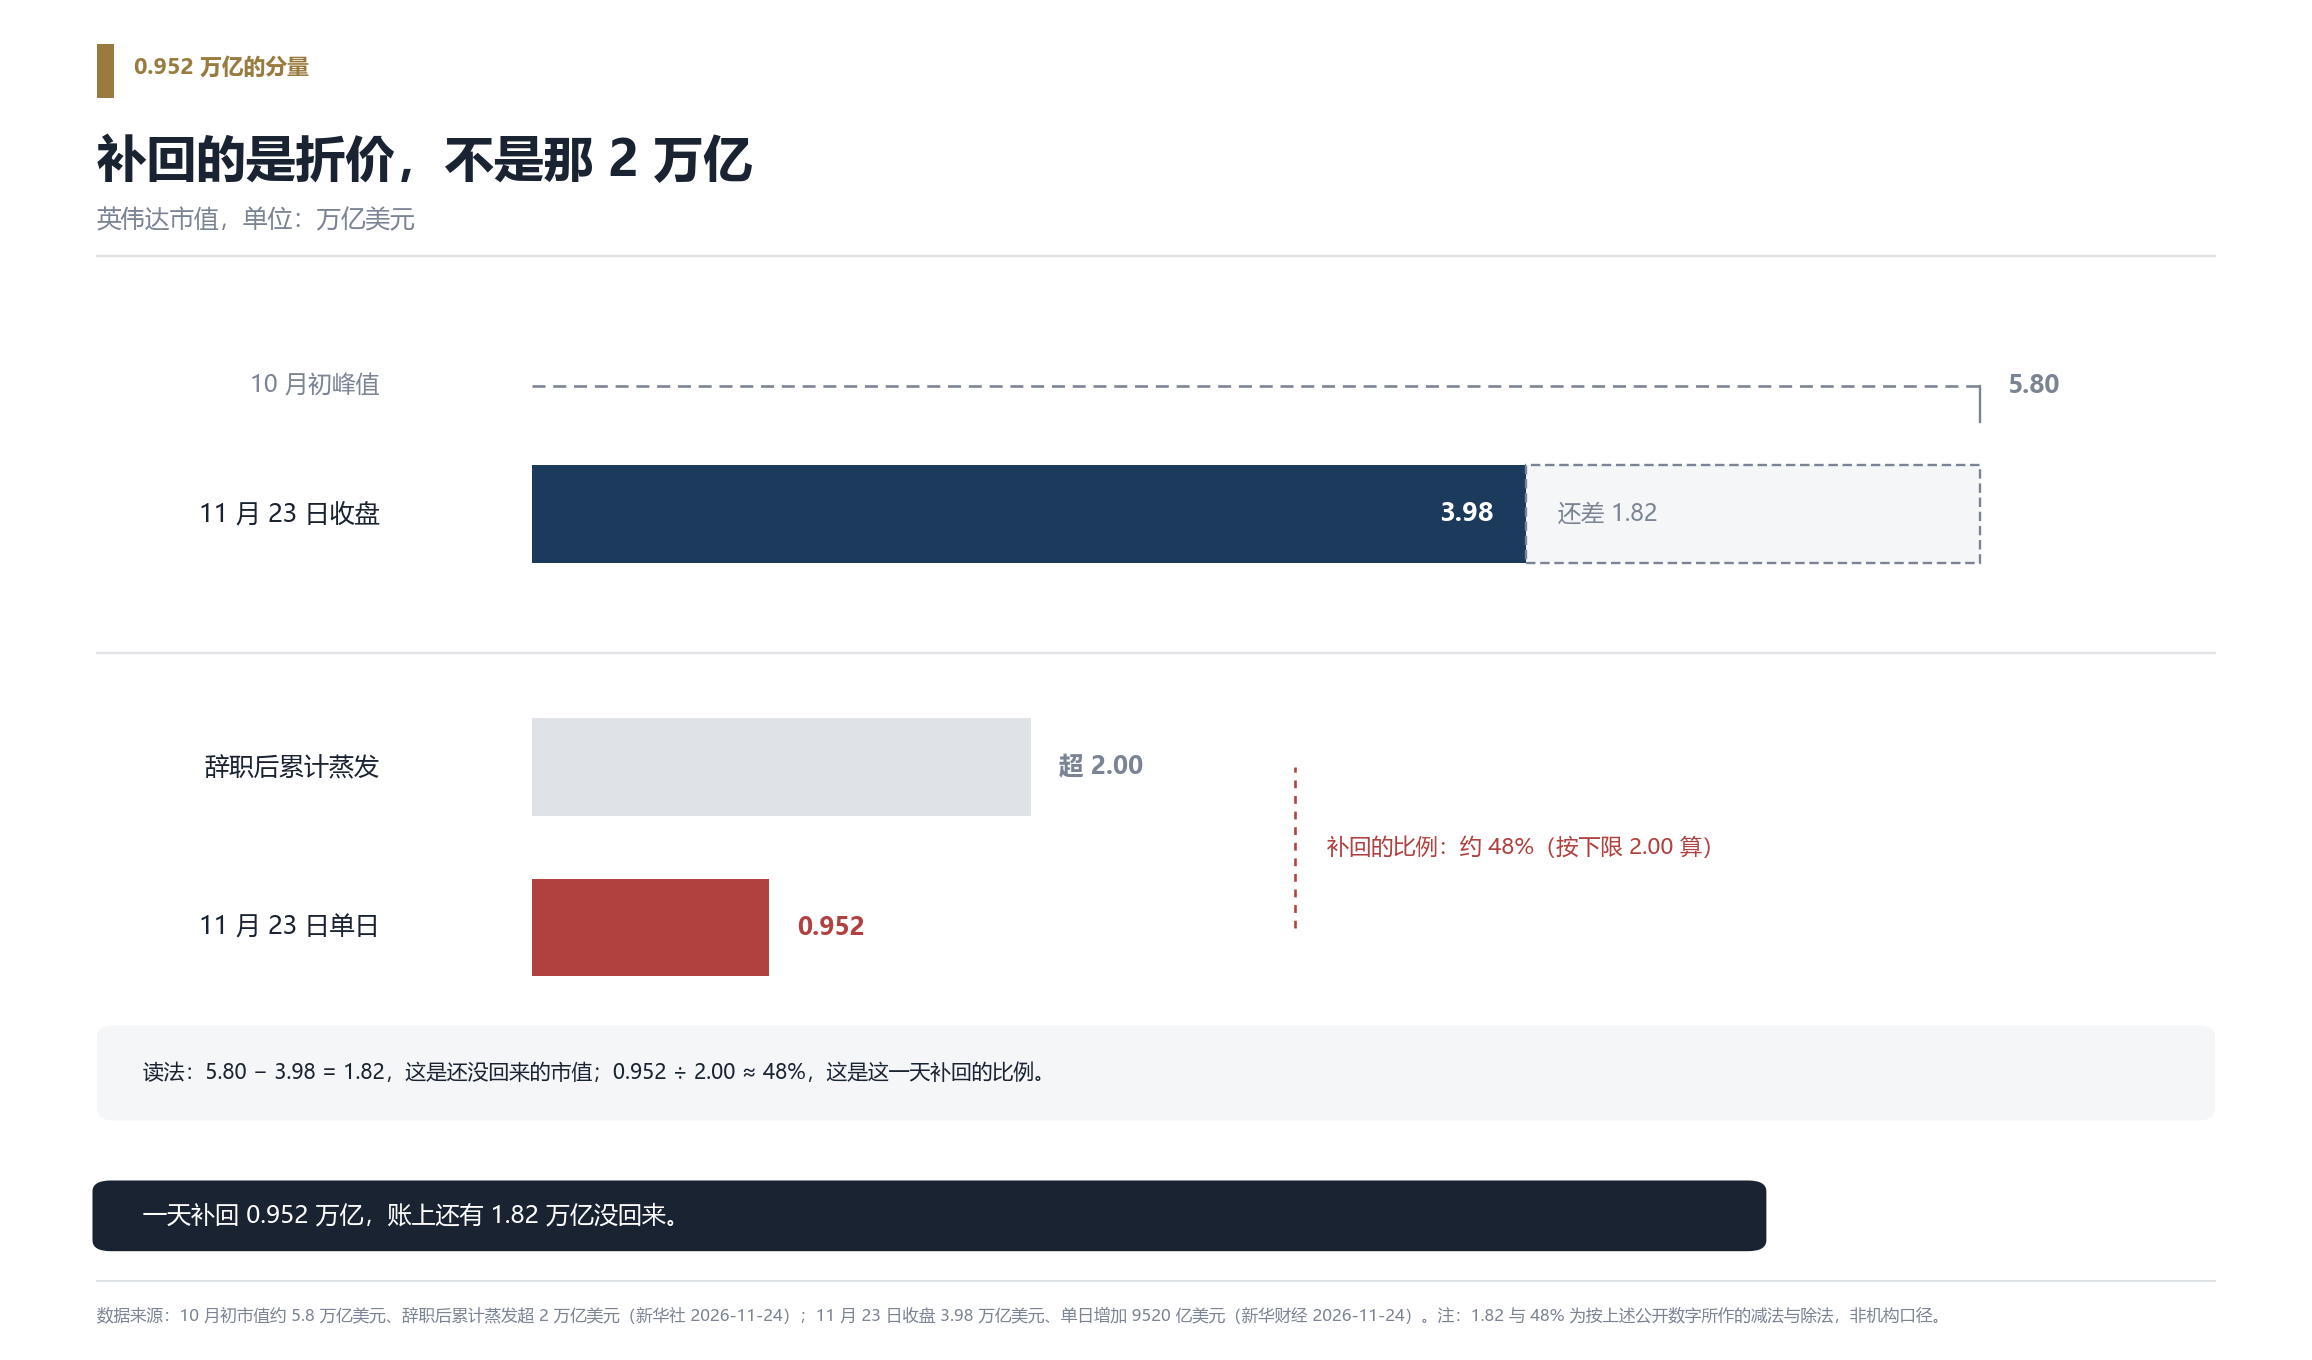 0.952 万亿的分量
补回的是折价，不是那 2 万亿
英伟达市值，单位：万亿美元
10 月初峰值
5.80
11 月 23 日收盘
3.98
还差 1.82
辞职后累计蒸发
超 2.00
补回的比例：约 48%（按下限 2.00 算）
11 月 23 日单日
0.952
读法：5.80 − 3.98 = 1.82，这是还没回来的市值；0.952 ÷ 2.00 ≈ 48%，这是这一天补回的比例。
一天补回 0.952 万亿，账上还有 1.82 万亿没回来。
数据来源：10 月初市值约 5.8 万亿美元、辞职后累计蒸发超 2 万亿美元（新华社 2026-11-24）；11 月 23 日收盘 3.98 万亿美元、单日增加 9520 亿美元（新华财经 2026-11-24）。注：1.82 与 48% 为按上述公开数字所作的减法与除法，非机构口径。